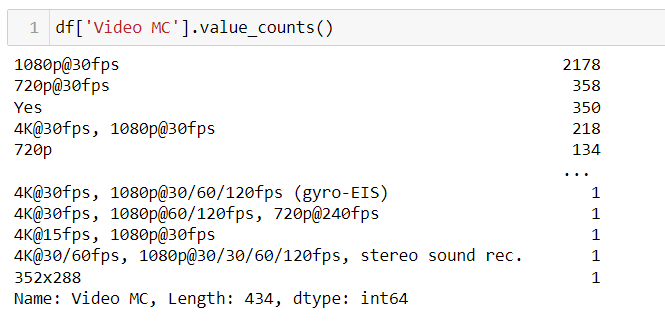 1 df['Video MC'].value_counts()
1080p@30fps 2178
720p@30fps 358
Yes 350
4K@30fps, 1080p@30fps 218
720p 134
...
4K@30fps, 1080p@30/60/120fps (gyro-EIS) 1
4K@30fps, 1080p@60/120fps, 720p@240fps 1
4K@15fps, 1080p@30fps 1
4K@30/60fps, 1080p@30/30/60/120fps, stereo sound rec. 1
352x288 1
Name: Video MC, Length: 434, dtype: int64